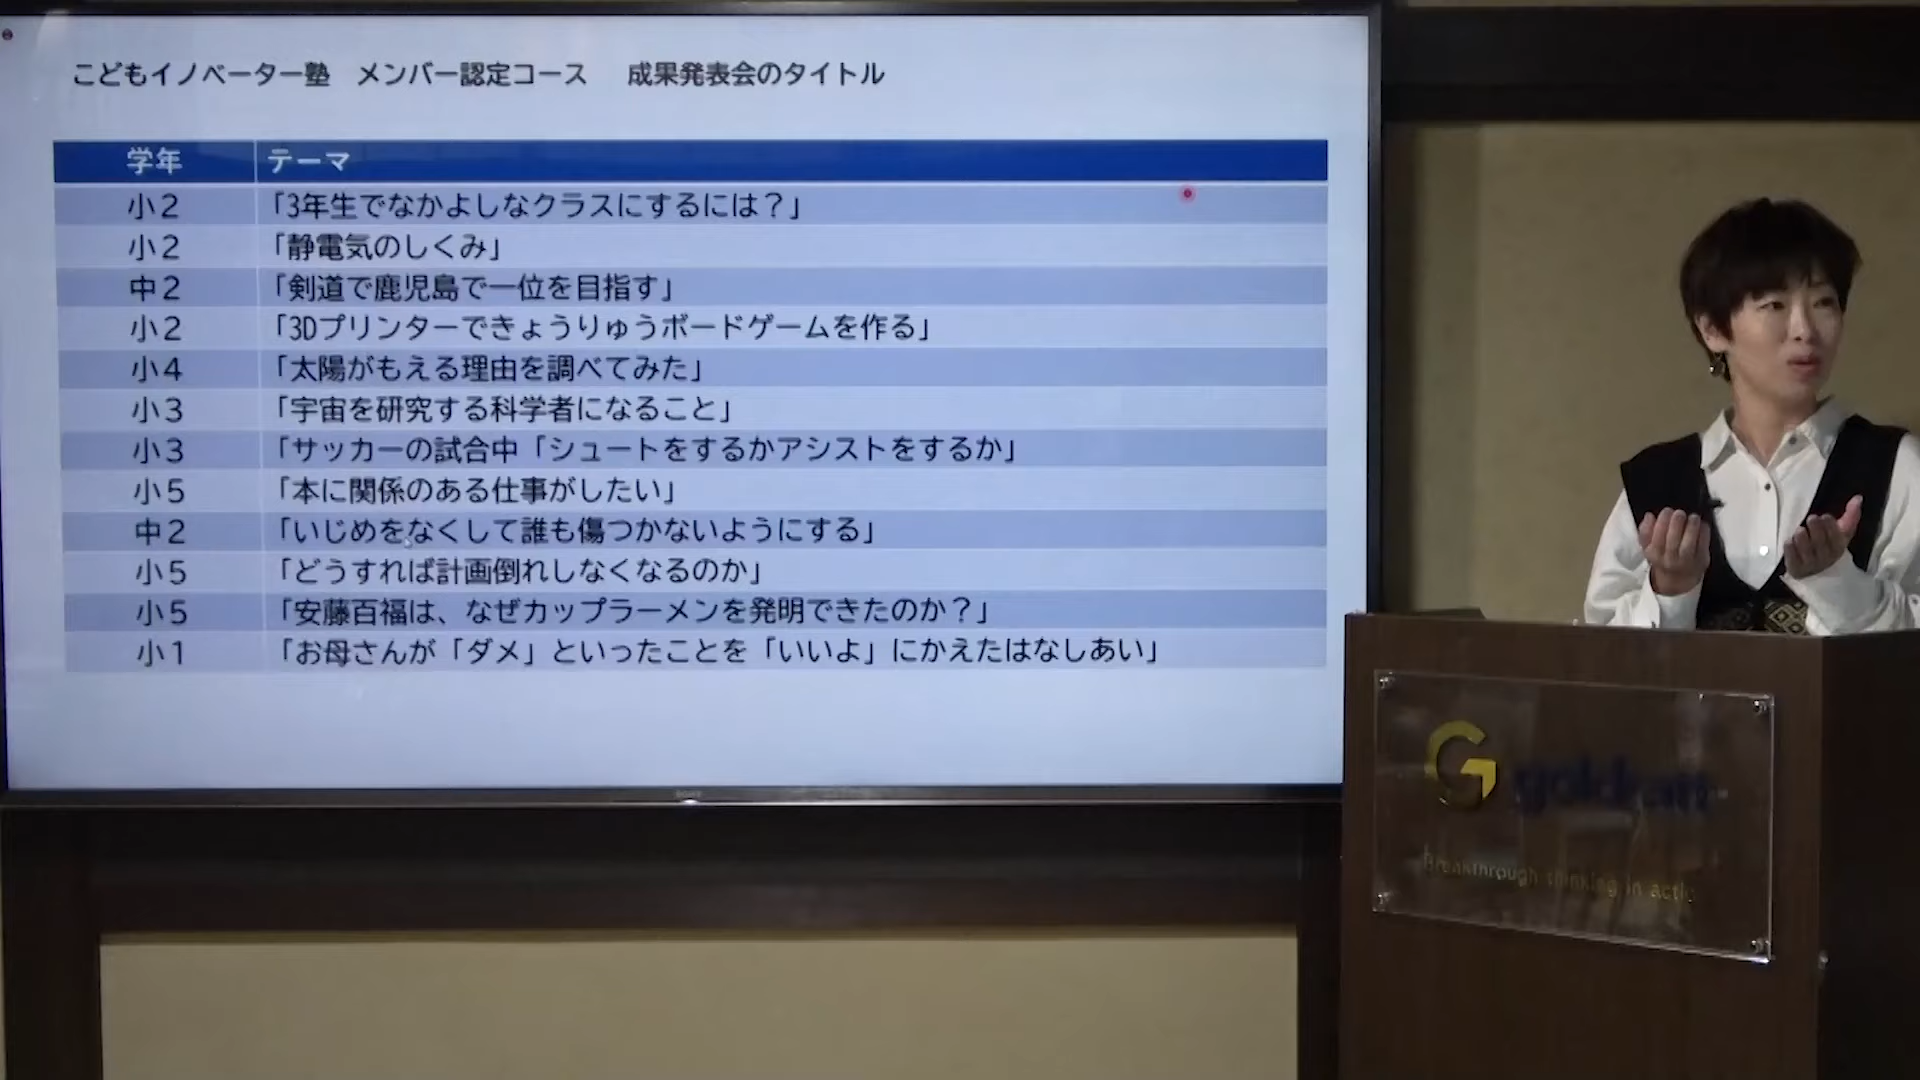 こどもイノベーター塾　メンバー認定コース　成果発表会のタイトル
学年 テーマ
小２ 「3年生でなかよしなクラスにするには？」
小２ 「静電気のしくみ」
中２ 「剣道で鹿児島で一位を目指す」
小２ 「3Dプリンターできょうりゅうボードゲームを作る」
小４ 「太陽がもえる理由を調べてみた」
小３ 「宇宙を研究する科学者になること」
小３ 「サッカーの試合中「シュートをするかアシストをするか」
小５ 「本に関係のある仕事がしたい」
中２ 「いじめをなくして誰も傷つかないようにする」
小５ 「どうすれば計画倒れしなくなるのか」
小５ 「安藤百福は、なぜカップラーメンを発明できたのか？」
小１ 「お母さんが「ダメ」といったことを「いいよ」にかえたはなしあい」
SONY
G goldratt
Breakthrough thinking in action